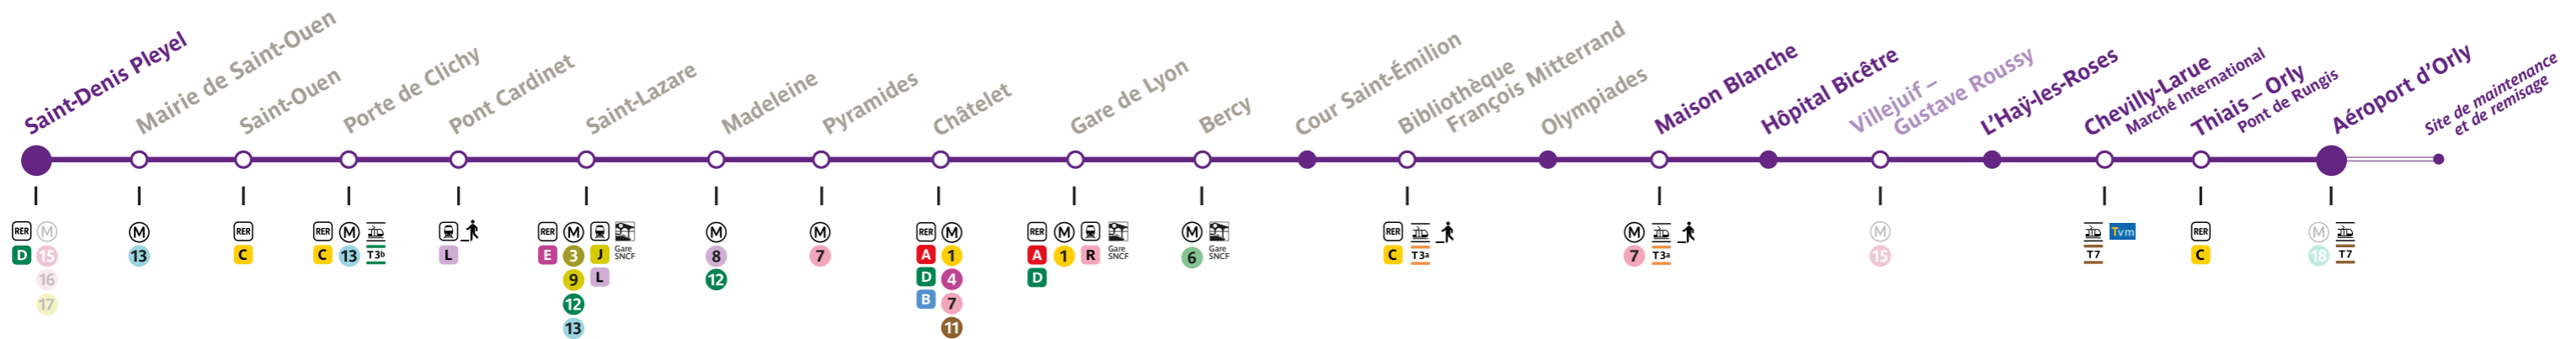 Saint-Denis Pleyel
Mairie de Saint-Ouen
Saint-Ouen
Porte de Clichy
Pont Cardinet
Saint-Lazare
Madeleine
Pyramides
Châtelet
Gare de Lyon
Bercy
Cour Saint-Émilion
Bibliothèque
François Mitterrand
Olympiades
Maison Blanche
Hôpital Bicêtre
Villejuif –
Gustave Roussy
L'Haÿ-les-Roses
Chevilly-Larue
Marché International
Thiais – Orly
Pont de Rungis
Aéroport d'Orly
Site de maintenance
et de remisage
RER M
D 15
16
17
M
13
RER
C
RER M
C 13 T3b
L
RER M
E 3 J Gare
SNCF
9 L
12
13
M
8
12
M
7
RER M
A 1
D 4
B 7
11
RER M
A 1 R Gare
SNCF
D
M
6 Gare
SNCF
RER
C T3a
M
7 T3a
M
15
Tvm
T7
RER
C
M
18 T7